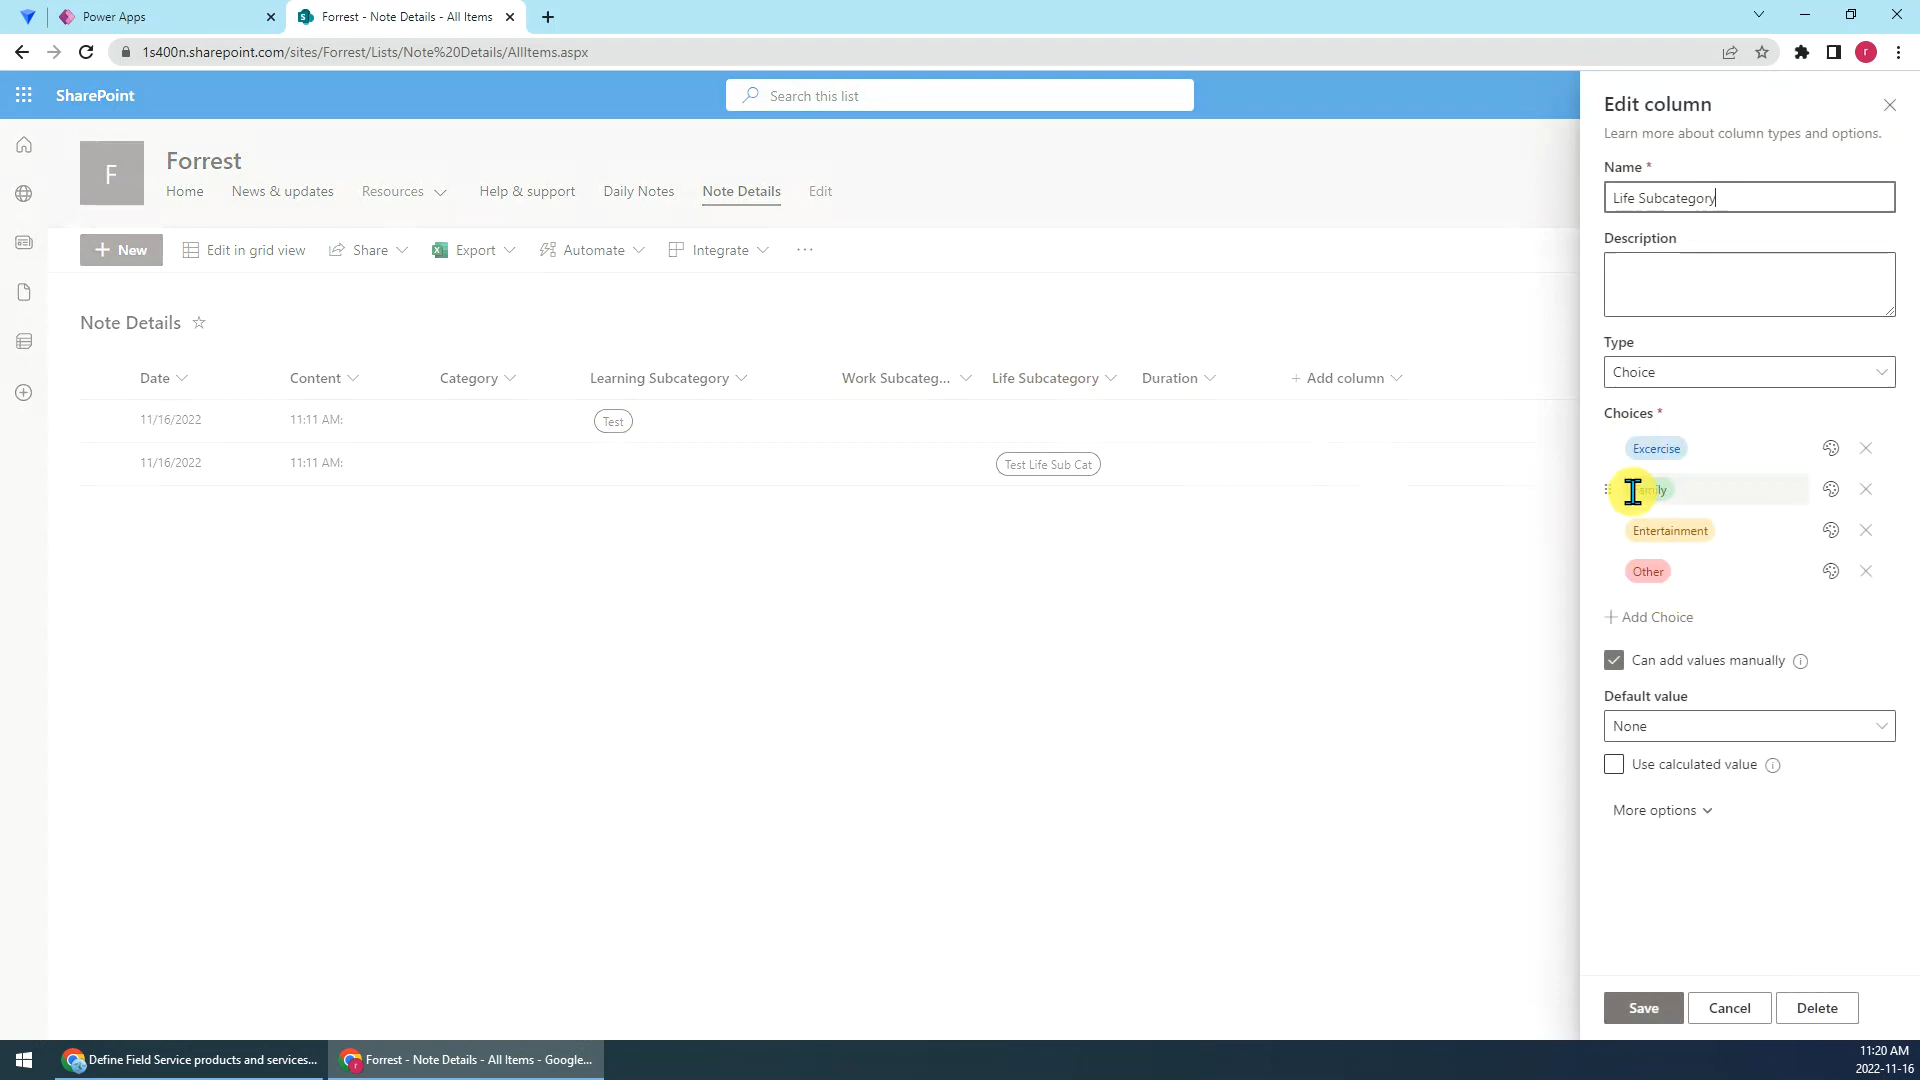 Power Apps
Forrest - Note Details - All Items
1s400n.sharepoint.com/sites/Forrest/Lists/Note%20Details/AllItems.aspx
r
SharePoint
Search this list
F
Forrest
Home News & updates Resources Help & support Daily Notes Note Details Edit
New Edit in grid view Share Export Automate Integrate ...
Note Details
Date Content Category Learning Subcategory Work Subcateg... Life Subcategory Duration + Add column
11/16/2022 11:11 AM: Test
11/16/2022 11:11 AM: Test Life Sub Cat
Edit column
Learn more about column types and options.
Name *
Life Subcategory
Description
Type
Choice
Choices *
Excercise
Family
Entertainment
Other
+ Add Choice
Can add values manually
Default value
None
Use calculated value
More options
Save Cancel Delete
Define Field Service products and services... Forrest - Note Details - All Items - Google...
11:20 AM
2022-11-16